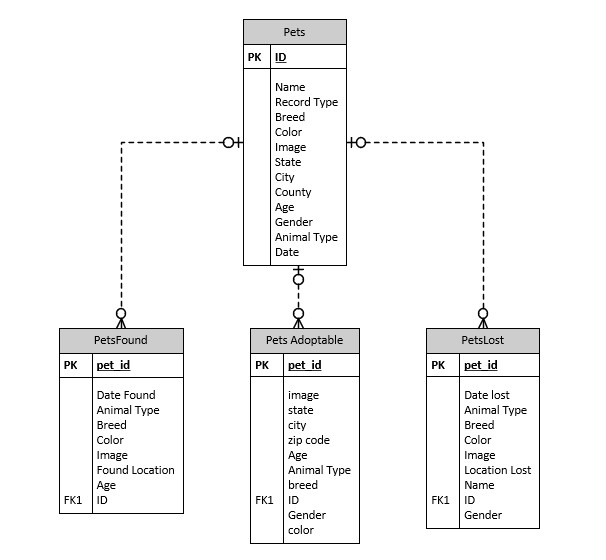 Pets
PK ID
Name
Record Type
Breed
Color
Image
State
City
County
Age
Gender
Animal Type
Date
PetsFound
PK pet_id
Date Found
Animal Type
Breed
Color
Image
Found Location
Age
FK1 ID
Pets Adoptable
PK pet_id
image
state
city
zip code
Age
Animal Type
breed
FK1 ID
Gender
color
PetsLost
PK pet_id
Date lost
Animal Type
Breed
Color
Image
Location Lost
Name
FK1 ID
Gender